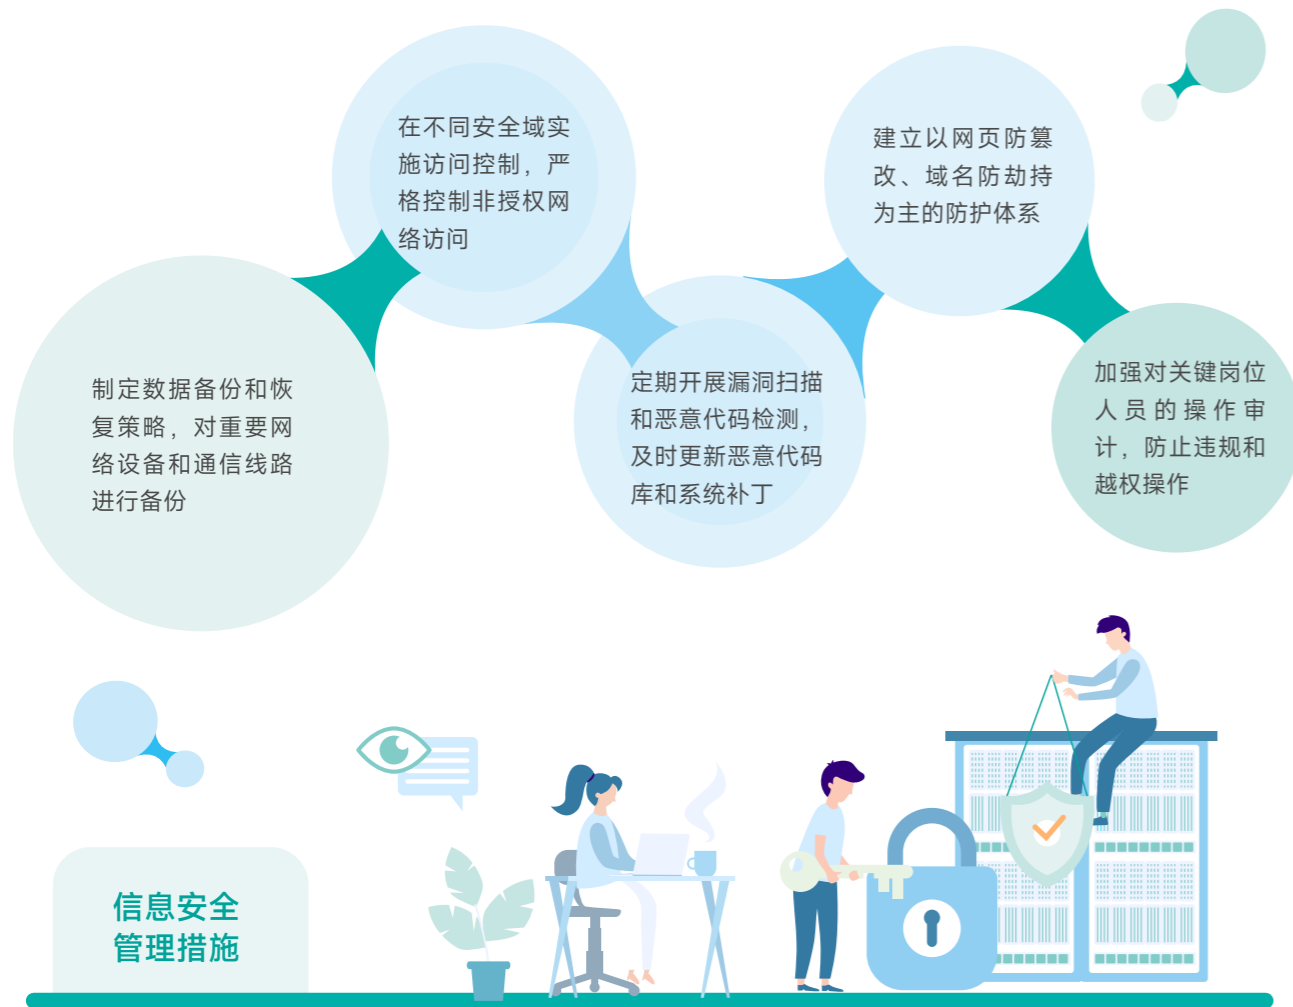 制定数据备份和恢
复策略，对重要网
络设备和通信线路
进行备份
在不同安全域实
施访问控制，严
格控制非授权网
络访问
定期开展漏洞扫描
和恶意代码检测，
及时更新恶意代码
库和系统补丁
建立以网页防篡
改、域名防劫持
为主的防护体系
加强对关键岗位
人员的操作审
计，防止违规和
越权操作
信息安全
管理措施